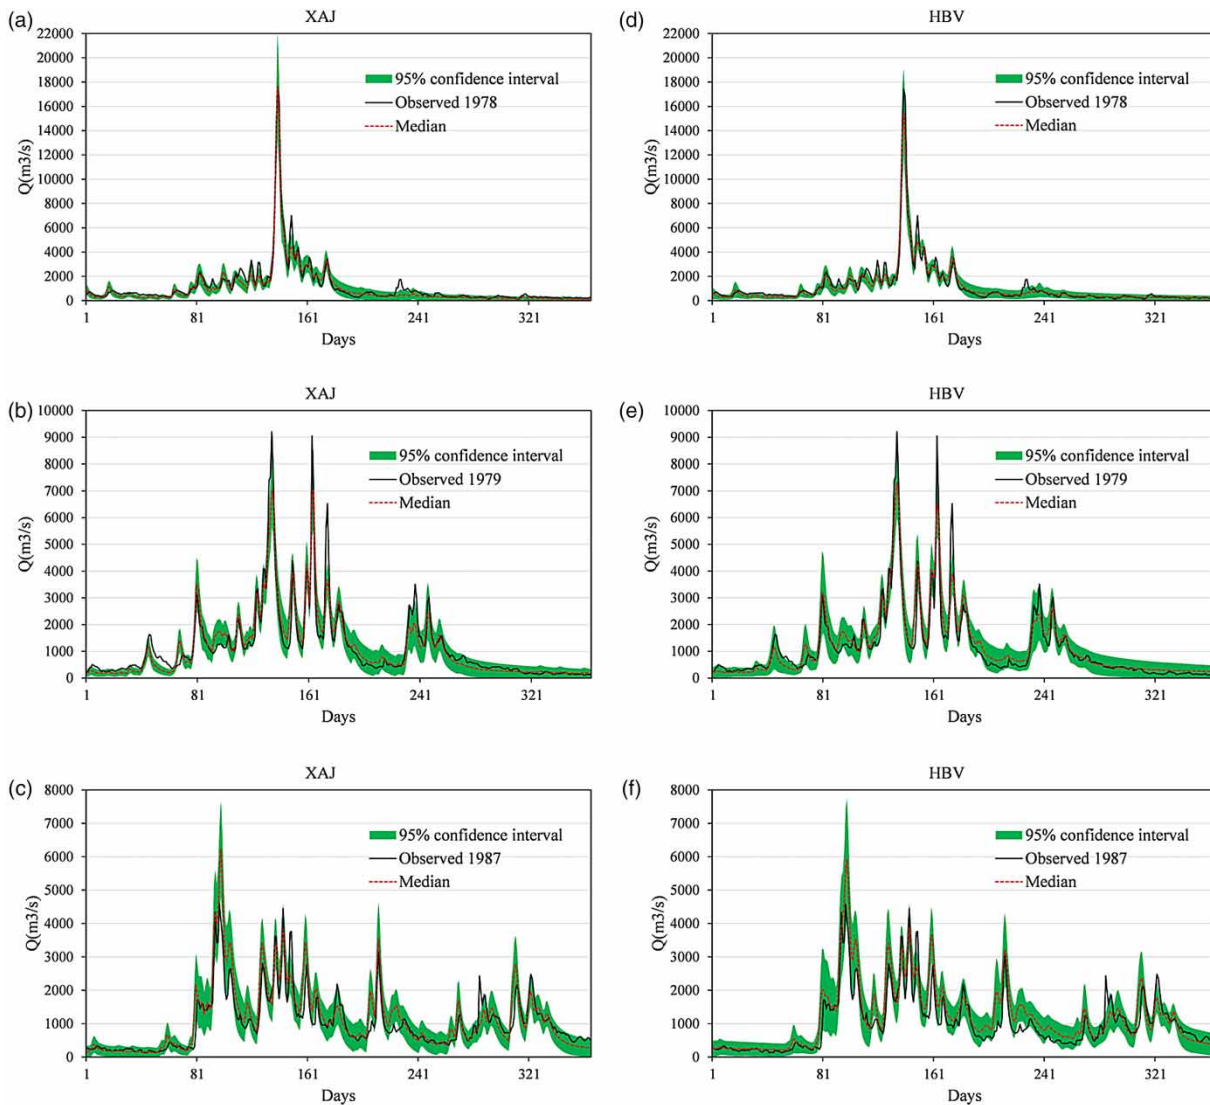 (a)
XAJ
22000
20000
18000
16000
14000
12000
10000
8000
6000
4000
2000
0
Q(m3/s)
95% confidence interval
Observed 1978
Median
1 81 161 241 321
Days
(d)
HBV
22000
20000
18000
16000
14000
12000
10000
8000
6000
4000
2000
0
Q(m3/s)
95% confidence interval
Observed 1978
Median
1 81 161 241 321
Days
(b)
XAJ
10000
9000
8000
7000
6000
5000
4000
3000
2000
1000
0
Q(m3/s)
95% confidence interval
Observed 1979
Median
1 81 161 241 321
Days
(e)
HBV
10000
9000
8000
7000
6000
5000
4000
3000
2000
1000
0
Q(m3/s)
95% confidence interval
Observed 1979
Median
1 81 161 241 321
Days
(c)
XAJ
8000
7000
6000
5000
4000
3000
2000
1000
0
Q(m3/s)
95% confidence interval
Observed 1987
Median
1 81 161 241 321
Days
(f)
HBV
8000
7000
6000
5000
4000
3000
2000
1000
0
Q(m3/s)
95% confidence interval
Observed 1987
Median
1 81 161 241 321
Days